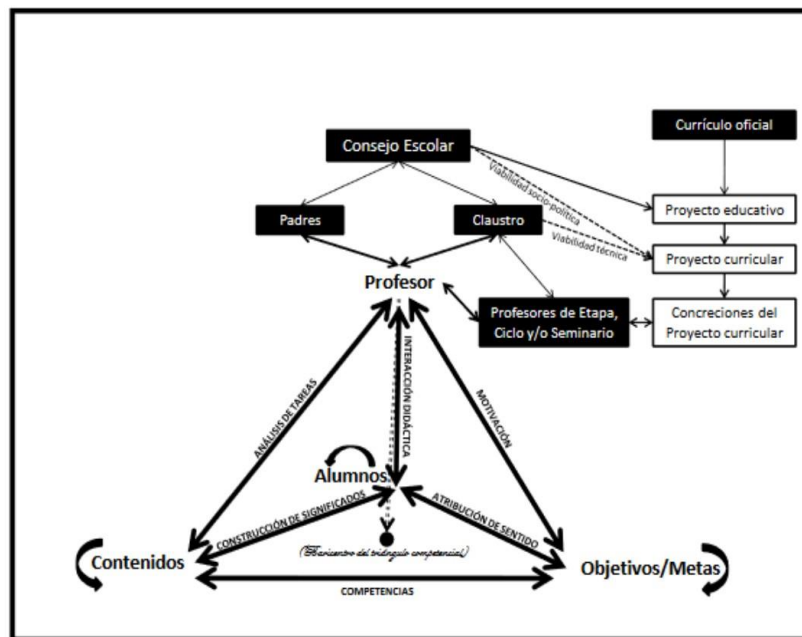 Currículo oficial
Consejo Escolar
Viabilidad socio-política
Padres
Claustro
Proyecto educativo
Viabilidad técnica
Proyecto curricular
Profesor
Profesores de Etapa,
Ciclo y/o Seminario
Concreciones del
Proyecto curricular
ANÁLISIS DE TAREAS
INTERACCIÓN DIDÁCTICA
MOTIVACIÓN
Alumnos
CONSTRUCCIÓN DE SIGNIFICADOS
ATRIBUCIÓN DE SENTIDO
(Baricentro del triángulo competencial)
Contenidos
Objetivos/Metas
COMPETENCIAS